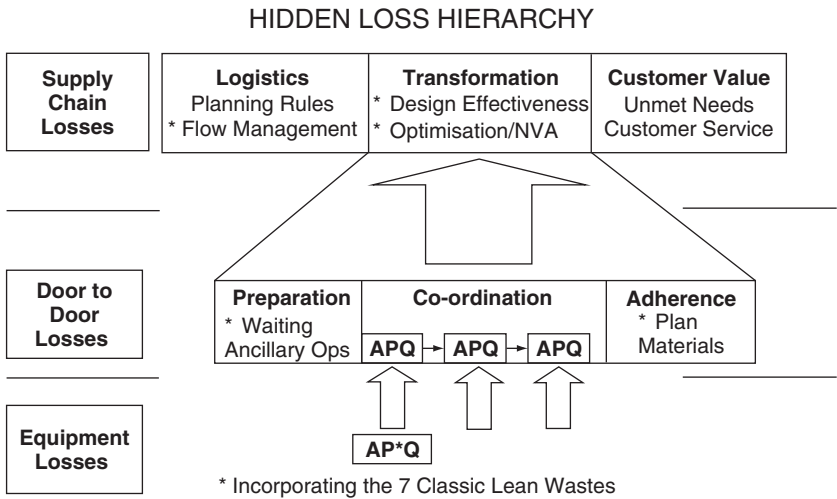 HIDDEN LOSS HIERARCHY
Supply
Chain
Losses
Logistics
Planning Rules
* Flow Management
Transformation
* Design Effectiveness
* Optimisation/NVA
Customer Value
Unmet Needs
Customer Service
Door to
Door
Losses
Preparation
* Waiting
Ancillary Ops
Co-ordination
APQ
APQ
APQ
Adherence
* Plan
Materials
Equipment
Losses
AP*Q
* Incorporating the 7 Classic Lean Wastes